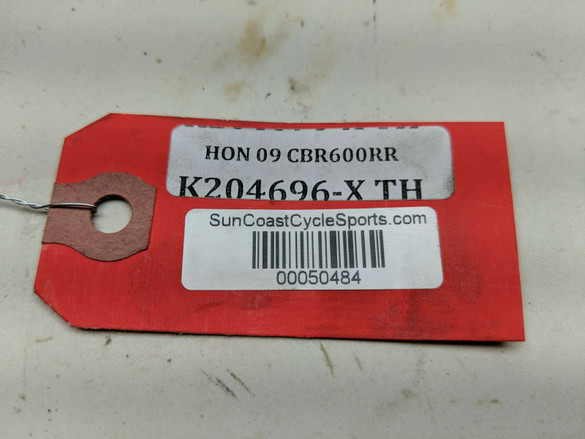 HON 09 CBR600RR
K204696-X TH
SunCoastCycleSports.com
00050484